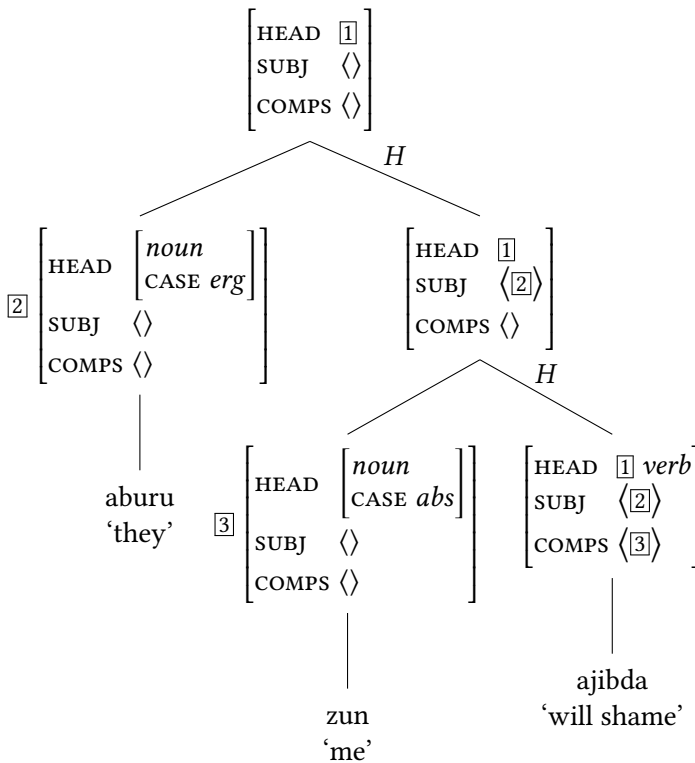 HEAD 1
SUBJ ⟨⟩
COMPS ⟨⟩
H
2
HEAD
noun
CASE erg
SUBJ ⟨⟩
COMPS ⟨⟩
HEAD 1
SUBJ ⟨2⟩
COMPS ⟨⟩
H
aburu
‘they’
3
HEAD
noun
CASE abs
SUBJ ⟨⟩
COMPS ⟨⟩
HEAD 1 verb
SUBJ ⟨2⟩
COMPS ⟨3⟩
zun
‘me’
ajibda
‘will shame’